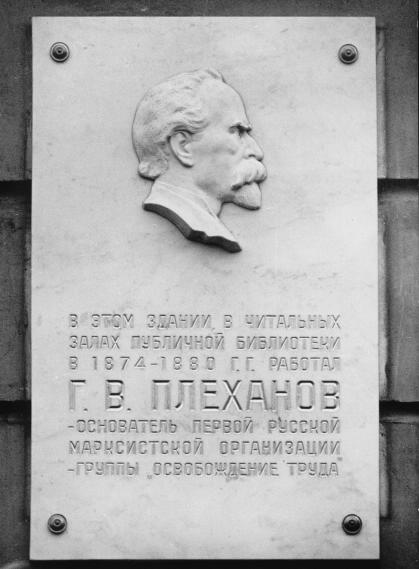 В ЭТОМ ЗДАНИИ, В ЧИТАЛЬНЫХ
ЗАЛАХ ПУБЛИЧНОЙ БИБЛИОТЕКИ
В 1874-1880 Г.Г. РАБОТАЛ
Г. В. ПЛЕХАНОВ
-ОСНОВАТЕЛЬ ПЕРВОЙ РУССКОЙ
МАРКСИСТСКОЙ ОРГАНИЗАЦИИ
-ГРУППЫ „ОСВОБОЖДЕНИЕ ТРУДА"